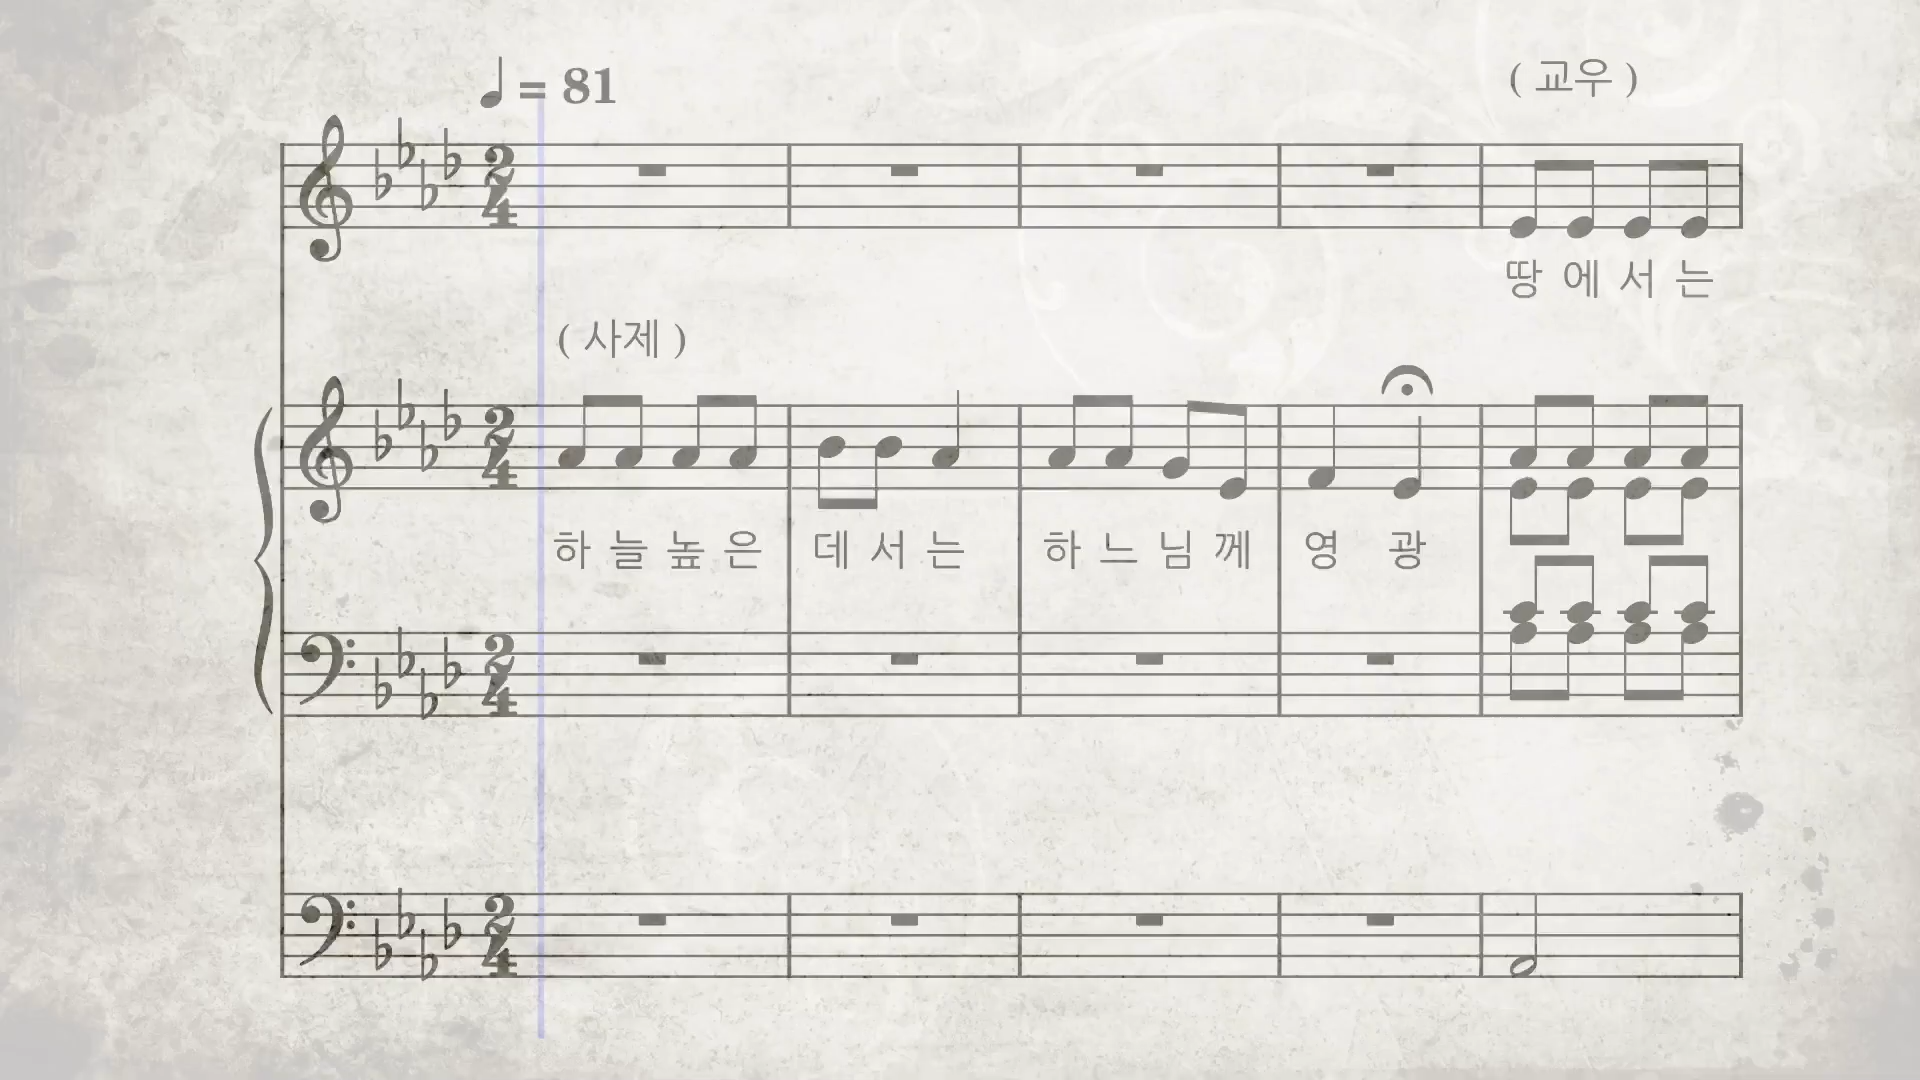 ♩ = 81
( 교우 )
땅 에 서 는
( 사제 )
하 늘 높 은 데 서 는 하 느 님 께 영 광